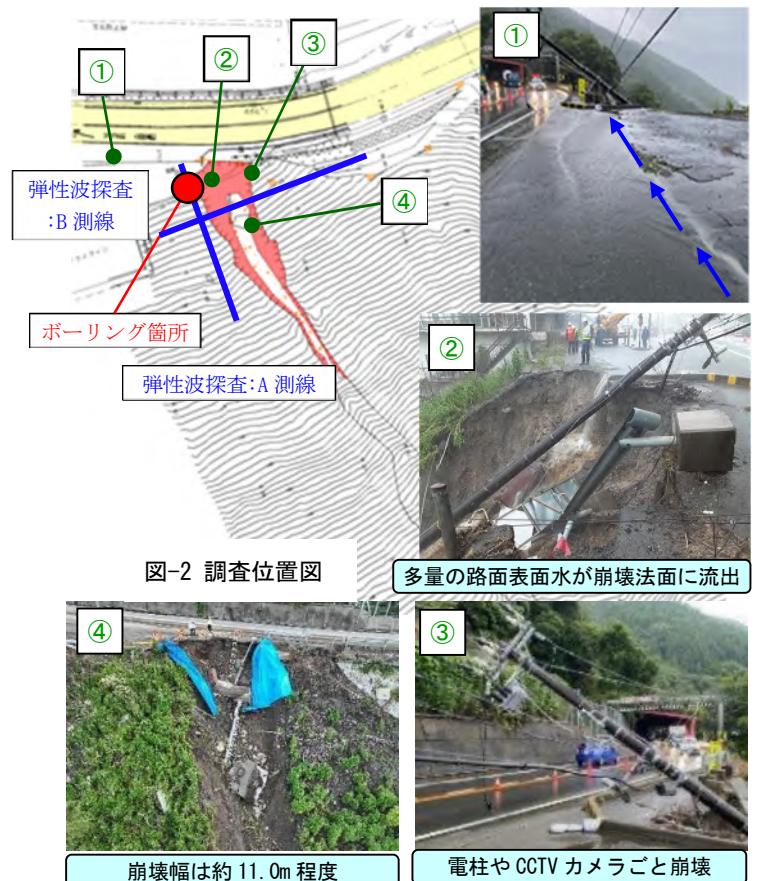 ①
②
③
①
弾性波探査
:B 測線
④
ボーリング箇所
弾性波探査:A 測線
②
図-2 調査位置図
多量の路面表面水が崩壊法面に流出
④
③
崩壊幅は約 11.0m 程度
電柱や CCTV カメラごと崩壊